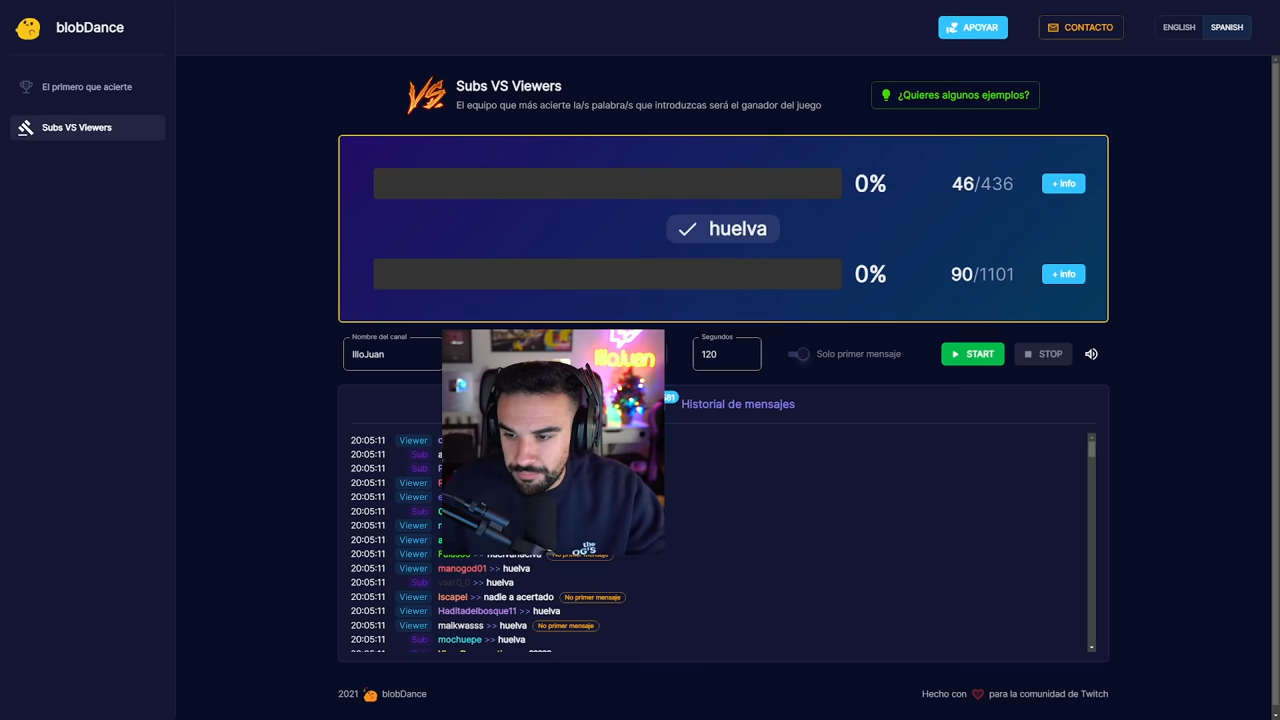 blobDance
APOYAR
CONTACTO
ENGLISH
SPANISH
El primero que acierte
Subs VS Viewers
VS
Subs VS Viewers
El equipo que más acierte la/s palabra/s que introduzcas será el ganador del juego
¿Quieres algunos ejemplos?
0%
46/436
+ info
huelva
0%
90/1101
+ info
Nombre del canal
IlloJuan
Segundos
120
Solo primer mensaje
START
STOP
IlloJuan
Historial de mensajes
20:05:11 Viewer
20:05:11 Sub
20:05:11 Sub
20:05:11 Viewer
20:05:11 Viewer
20:05:11 Sub
20:05:11 Viewer
20:05:11 Viewer
20:05:11 Viewer
20:05:11 Viewer manogod01 >> huelva
20:05:11 Sub vaar0_0 >> huelva
20:05:11 Viewer Iscapel >> nadie a acertado No primer mensaje
20:05:11 Viewer Haditadelbosque11 >> huelva
20:05:11 Viewer maikwasss >> huelva No primer mensaje
20:05:11 Sub mochuepe >> huelva
the
OG'S
2021 blobDance
Hecho con para la comunidad de Twitch